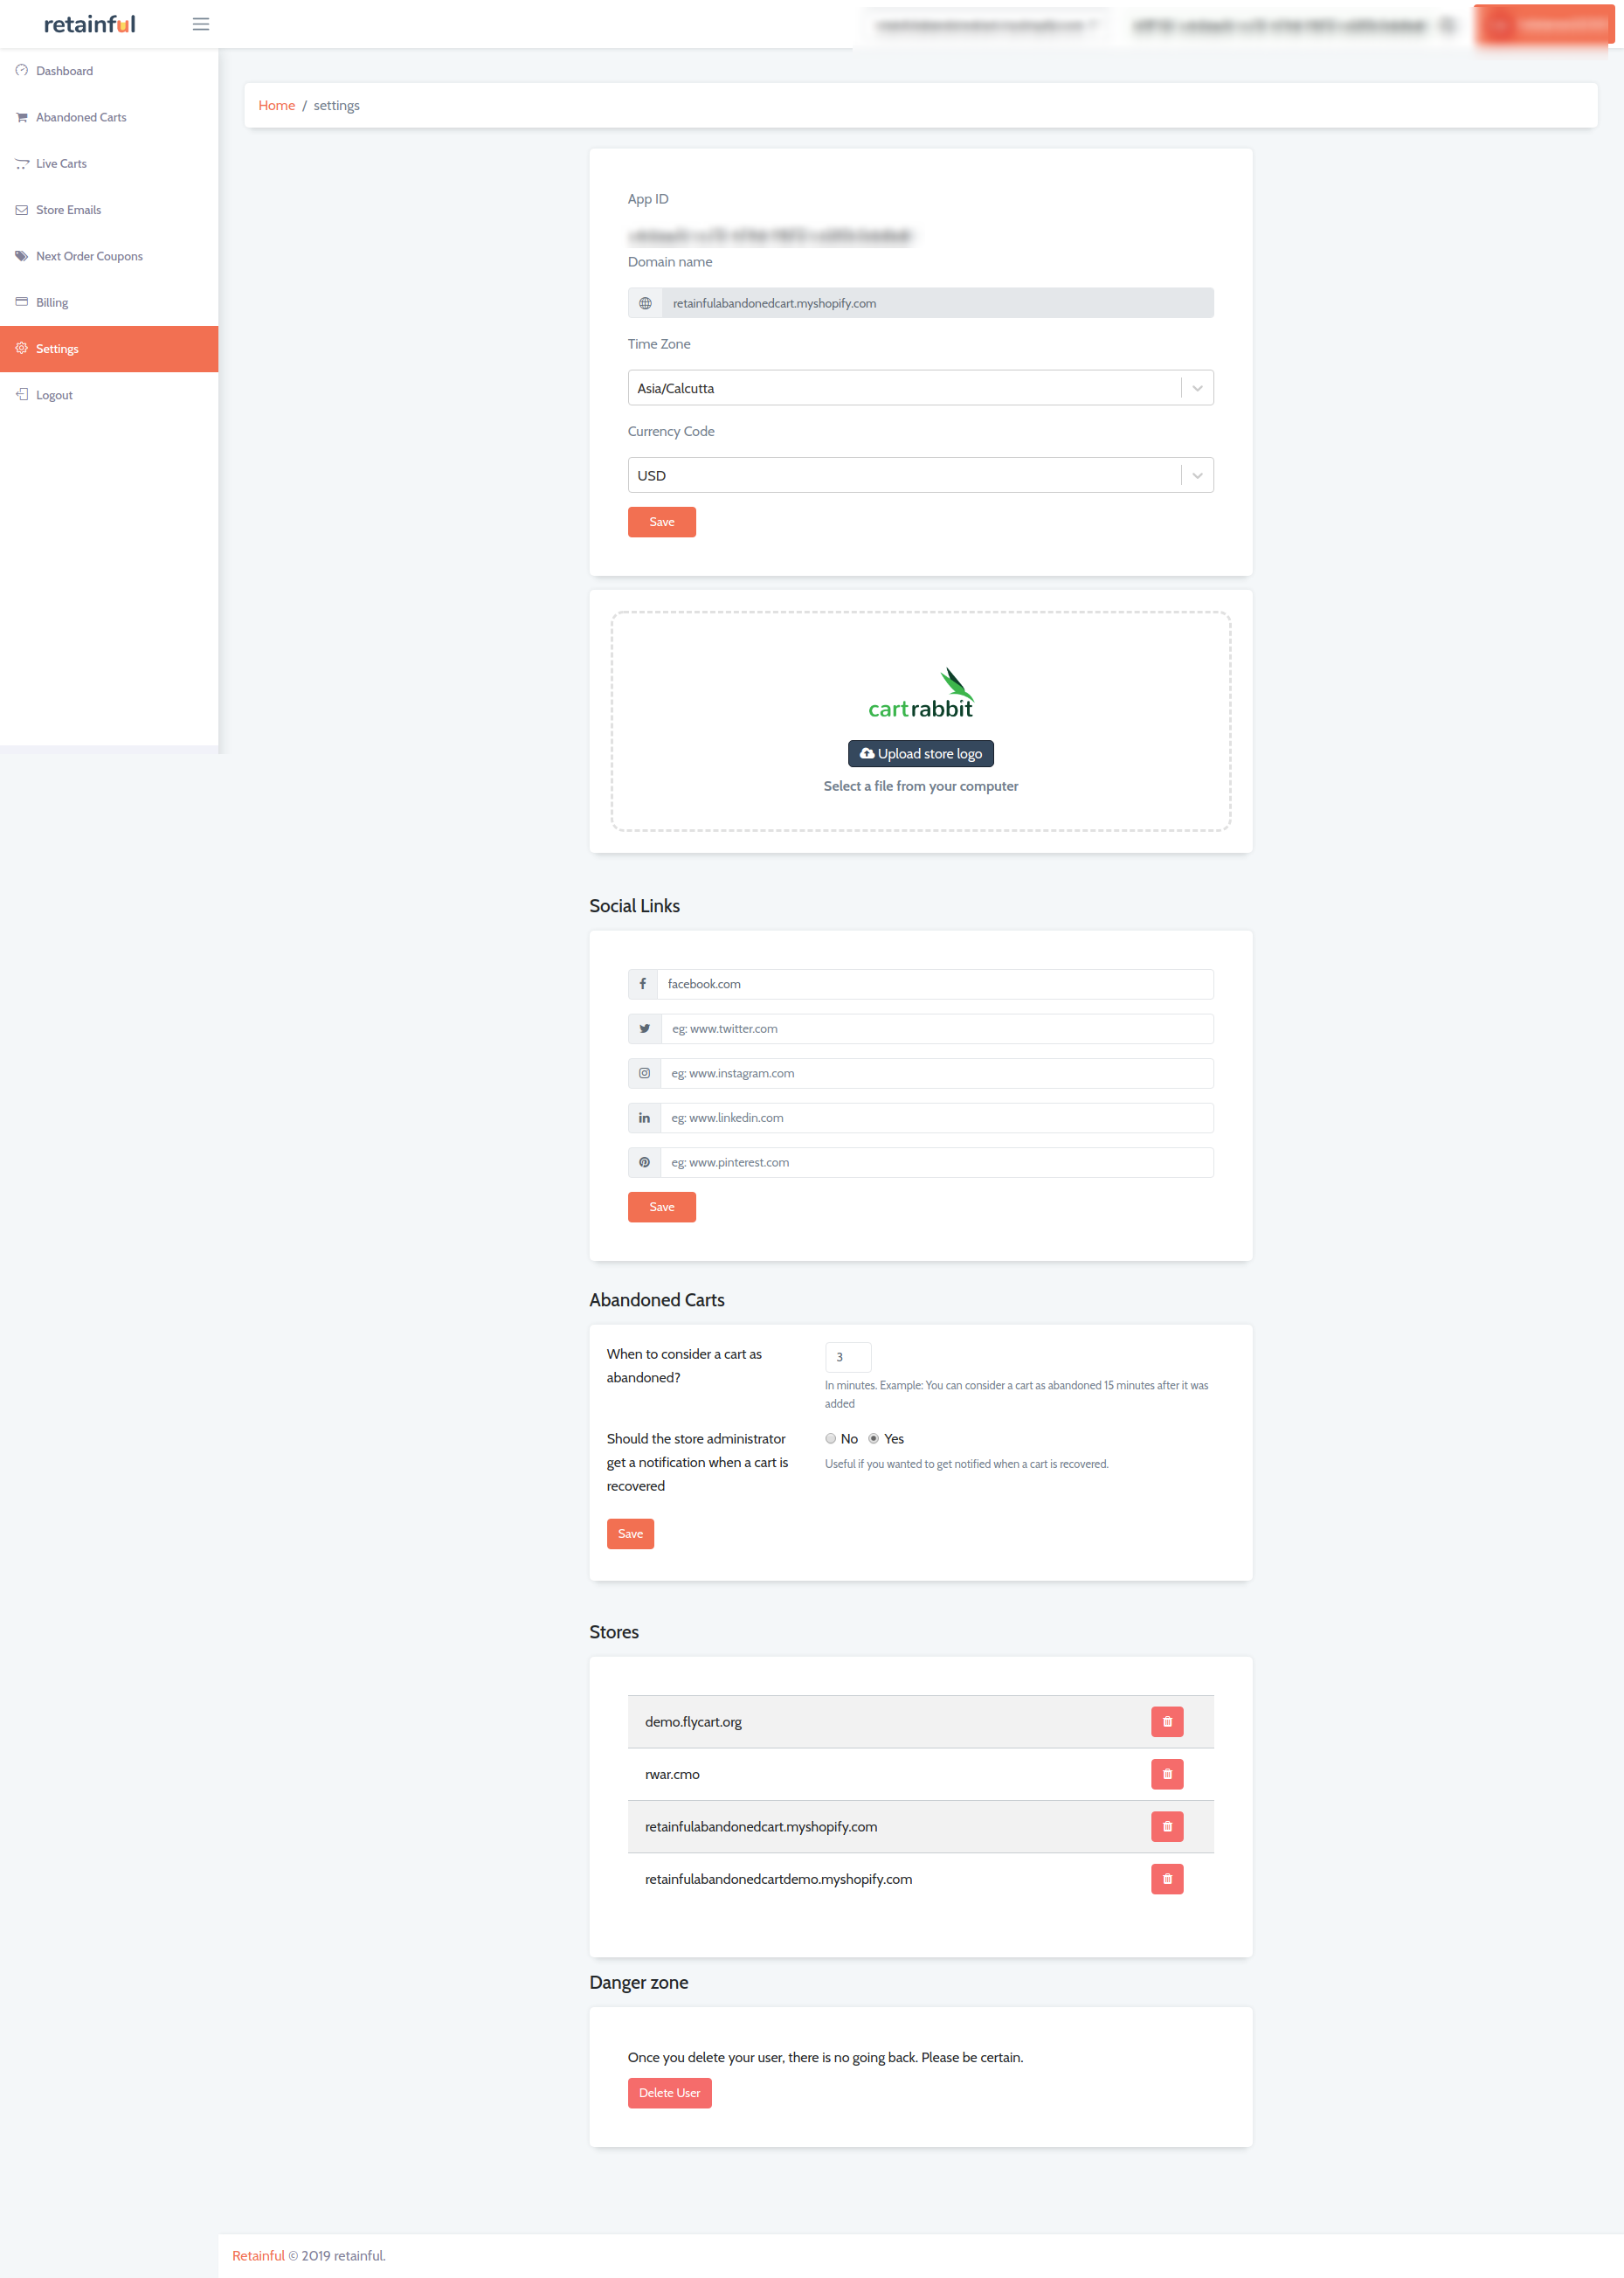 retainful
Dashboard
Abandoned Carts
Live Carts
Store Emails
Next Order Coupons
Billing
Settings
Logout
Home / settings
App ID
Domain name
retainfulabandonedcart.myshopify.com
Time Zone
Asia/Calcutta
Currency Code
USD
Save
cartrabbit
Upload store logo
Select a file from your computer
Social Links
facebook.com
eg: www.twitter.com
eg: www.instagram.com
eg: www.linkedin.com
eg: www.pinterest.com
Save
Abandoned Carts
When to consider a cart as
abandoned?
3
In minutes. Example: You can consider a cart as abandoned 15 minutes after it was
added
Should the store administrator
get a notification when a cart is
recovered
No Yes
Useful if you wanted to get notified when a cart is recovered.
Save
Stores
demo.flycart.org
rwar.cmo
retainfulabandonedcart.myshopify.com
retainfulabandonedcartdemo.myshopify.com
Danger zone
Once you delete your user, there is no going back. Please be certain.
Delete User
Retainful © 2019 retainful.